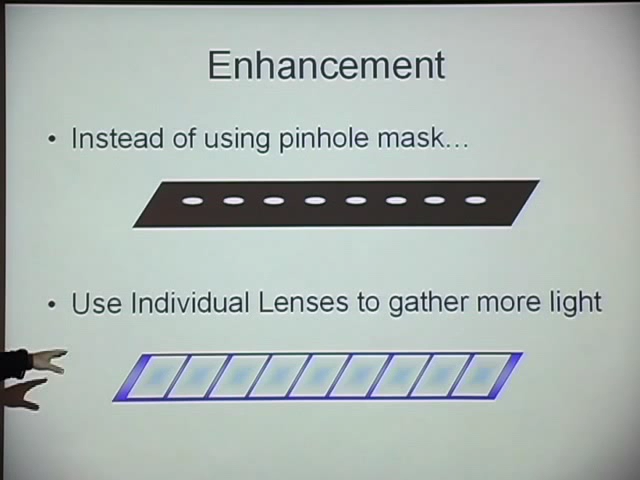 Enhancement
• Instead of using pinhole mask...
• Use Individual Lenses to gather more light